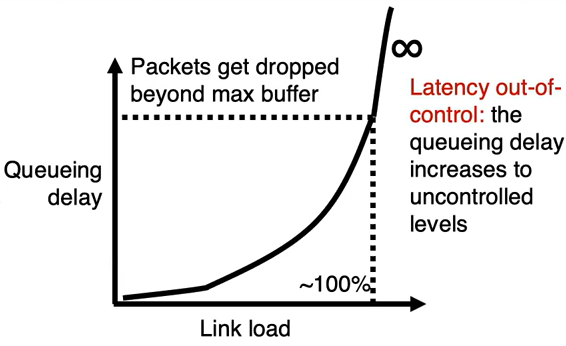 Packets get dropped
beyond max buffer
∞
Latency out-of-
control: the
queueing delay
increases to
uncontrolled
levels
Queueing
delay
~100%
Link load